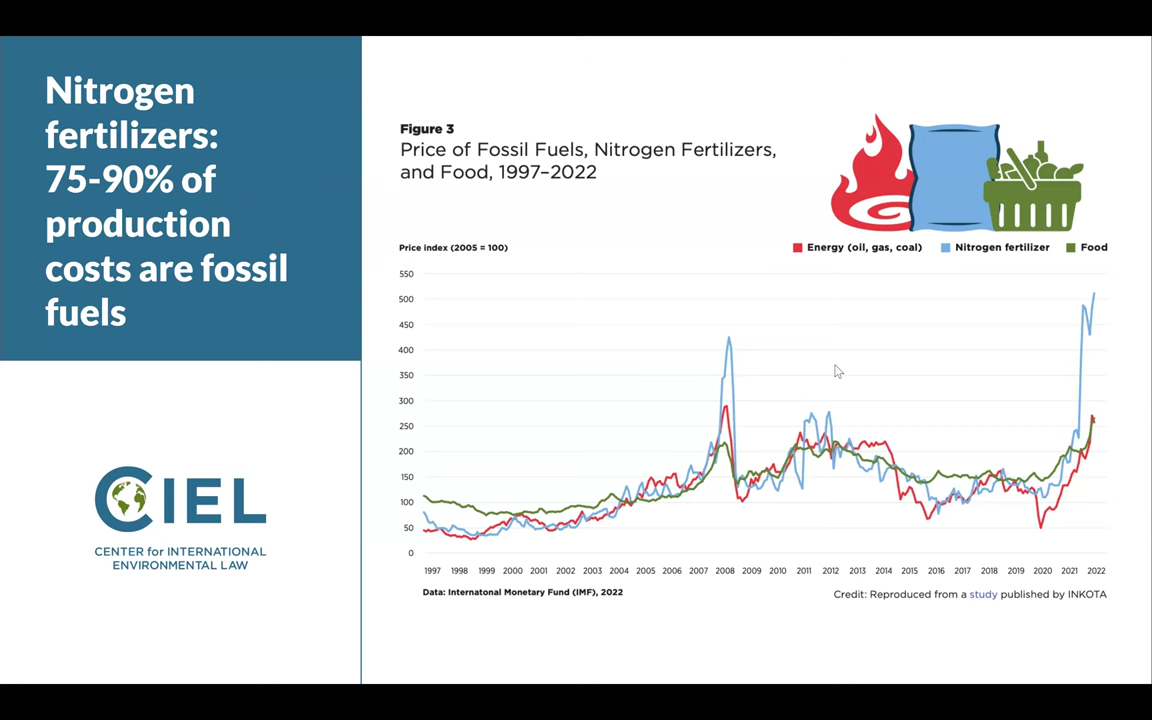 Nitrogen
fertilizers:
75-90% of
production
costs are fossil
fuels
CIEL
CENTER for INTERNATIONAL
ENVIRONMENTAL LAW
Figure 3
Price of Fossil Fuels, Nitrogen Fertilizers,
and Food, 1997–2022
Price index (2005 = 100)
Energy (oil, gas, coal) Nitrogen fertilizer Food
550
500
450
400
350
300
250
200
150
100
50
0
1997 1998 1999 2000 2001 2002 2003 2004 2005 2006 2007 2008 2009 2010 2011 2012 2013 2014 2015 2016 2017 2018 2019 2020 2021 2022
Data: Internatonal Monetary Fund (IMF), 2022
Credit: Reproduced from a study published by INKOTA